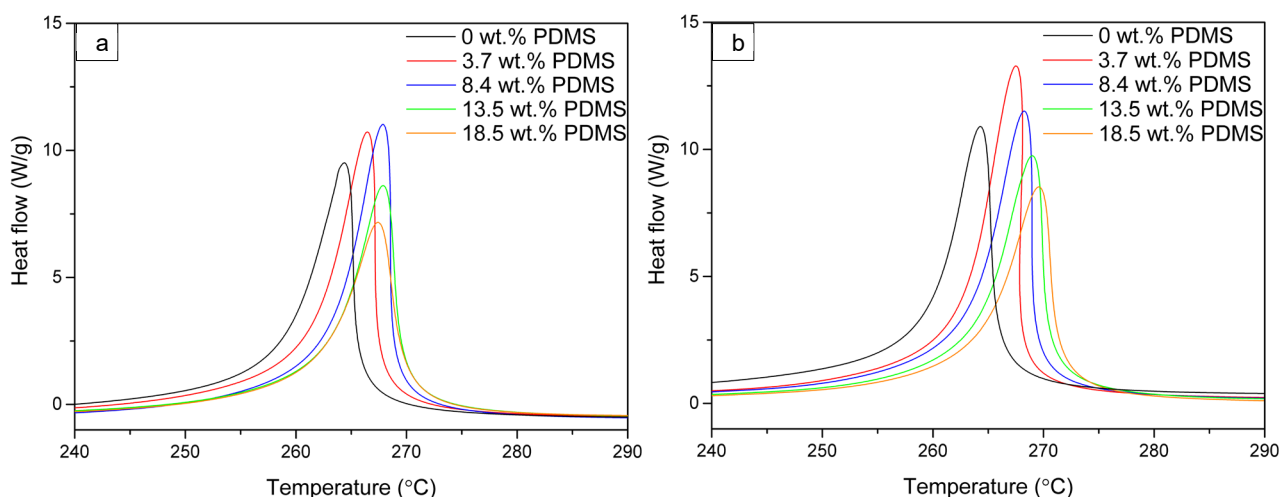 a
0 wt.% PDMS
3.7 wt.% PDMS
8.4 wt.% PDMS
13.5 wt.% PDMS
18.5 wt.% PDMS
Heat flow (W/g)
15
10
5
0
240 250 260 270 280 290
Temperature (°C)
b
0 wt.% PDMS
3.7 wt.% PDMS
8.4 wt.% PDMS
13.5 wt.% PDMS
18.5 wt.% PDMS
Heat flow (W/g)
15
10
5
0
240 250 260 270 280 290
Temperature (°C)